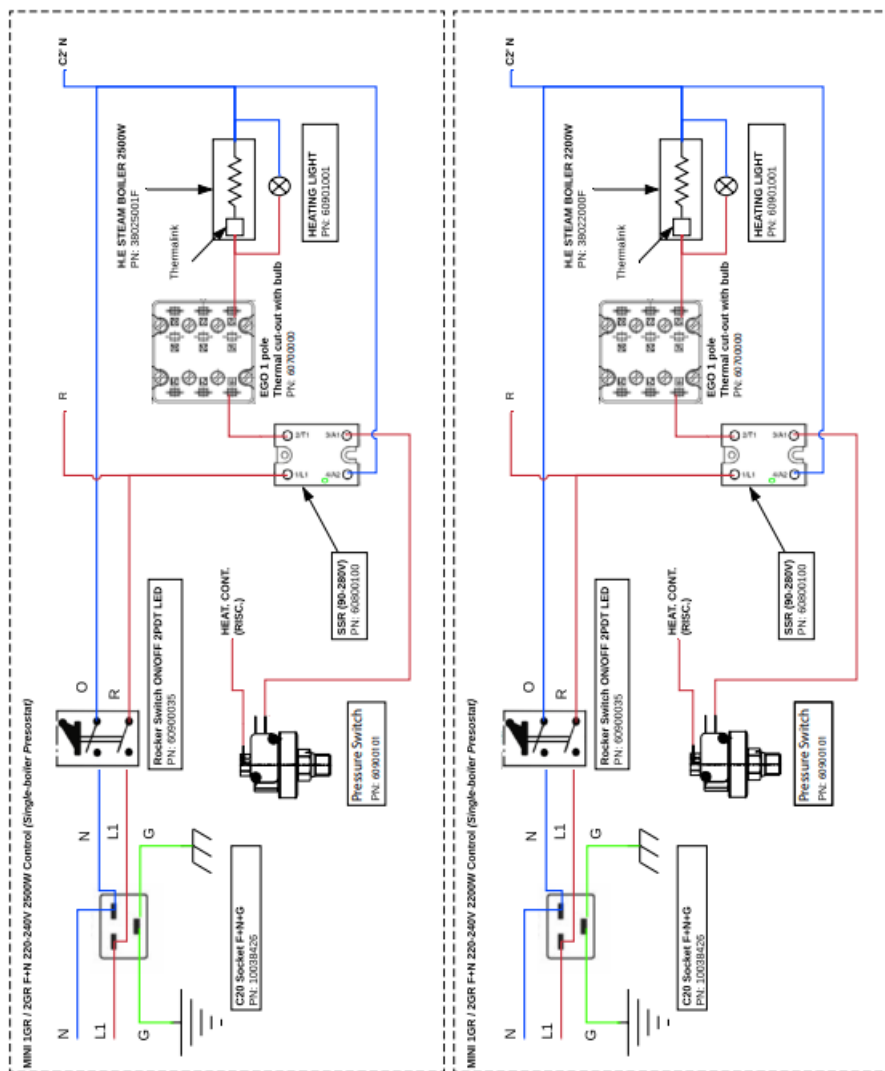 MINI 1GR / 2GR F+N 220-240V 2500W Control (Single-boiler Presostat)
N
L1
G
C20 Socket F+N+G
PN: 10038426
N
L1
G
O
R
Rocker Switch ON/OFF 2PDT LED
PN: 60900035
Pressure Switch
PN: 60900101
HEAT. CONT.
(RISC.)
SSR (90-280V)
PN: 60800100
1/L1
2/T1
4/A2
3/A1
R
EGO 1 pole
Thermal cut-out with bulb
PN: 60700000
H.E STEAM BOILER 2500W
PN: 38025001F
Thermalink
HEATING LIGHT
PN: 60901001
C2' N
MINI 1GR / 2GR F+N 220-240V 2200W Control (Single-boiler Presostat)
N
L1
G
C20 Socket F+N+G
PN: 10038426
N
L1
G
O
R
Rocker Switch ON/OFF 2PDT LED
PN: 60900035
Pressure Switch
PN: 60900101
HEAT. CONT.
(RISC.)
SSR (90-280V)
PN: 60800100
1/L1
2/T1
4/A2
3/A1
R
EGO 1 pole
Thermal cut-out with bulb
PN: 60700000
H.E STEAM BOILER 2200W
PN: 38022000F
Thermalink
HEATING LIGHT
PN: 60901001
C2' N